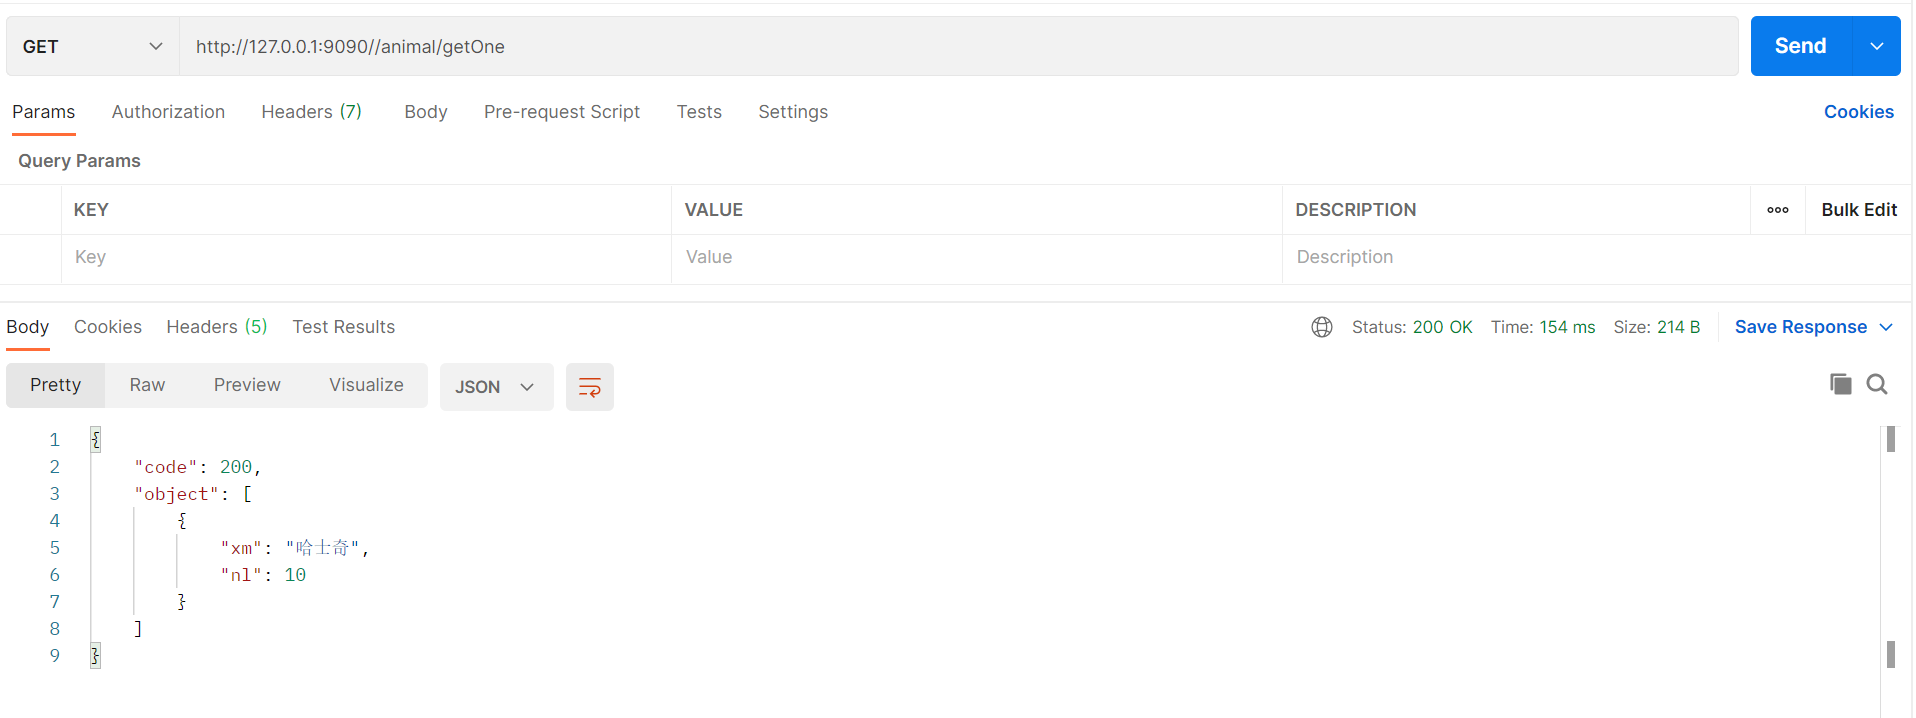 GET http://127.0.0.1:9090//animal/getOne Send
Params Authorization Headers (7) Body Pre-request Script Tests Settings Cookies
Query Params
KEY VALUE DESCRIPTION ooo Bulk Edit
Key Value Description
Body Cookies Headers (5) Test Results Status: 200 OK Time: 154 ms Size: 214 B Save Response
Pretty Raw Preview Visualize JSON
1 {
2 "code": 200,
3 "object": [
4 {
5 "xm": "哈士奇",
6 "nl": 10
7 }
8 ]
9 }